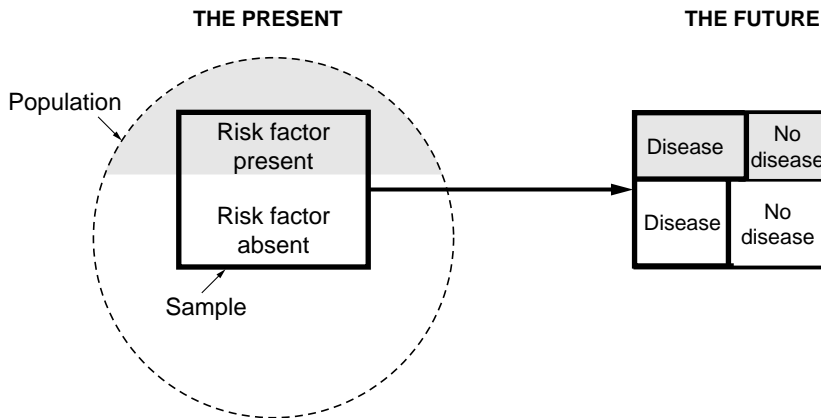 THE PRESENT
THE FUTURE
Population
Risk factor
present
Risk factor
absent
Sample
Disease
No
disease
Disease
No
disease